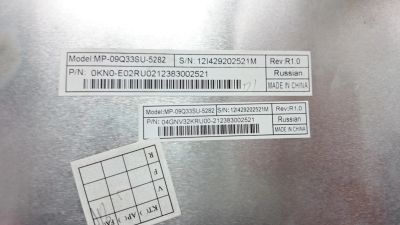 Model:MP-09Q33SU-5282 S/N: 12I429202521M Rev:R1.0
P/N: 0KN0-E02RU0212383002521 Russian
MADE IN CHINA
Model:MP-09Q33SU-5282 S/N:12I429202521M Rev:R1.0
P/N: 04GNV32KRU00-212383002521 Russian
MADE IN CHINA
R
F
V